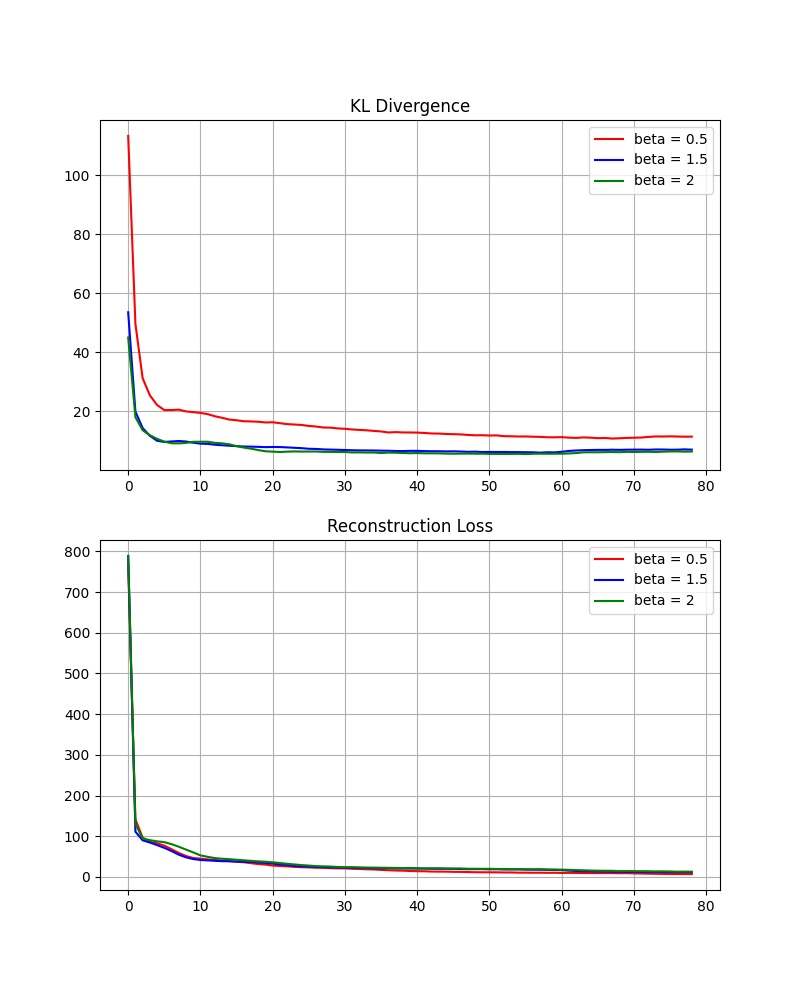 KL Divergence
beta = 0.5
beta = 1.5
beta = 2
100
80
60
40
20
0 10 20 30 40 50 60 70 80
Reconstruction Loss
beta = 0.5
beta = 1.5
beta = 2
800
700
600
500
400
300
200
100
0
0 10 20 30 40 50 60 70 80